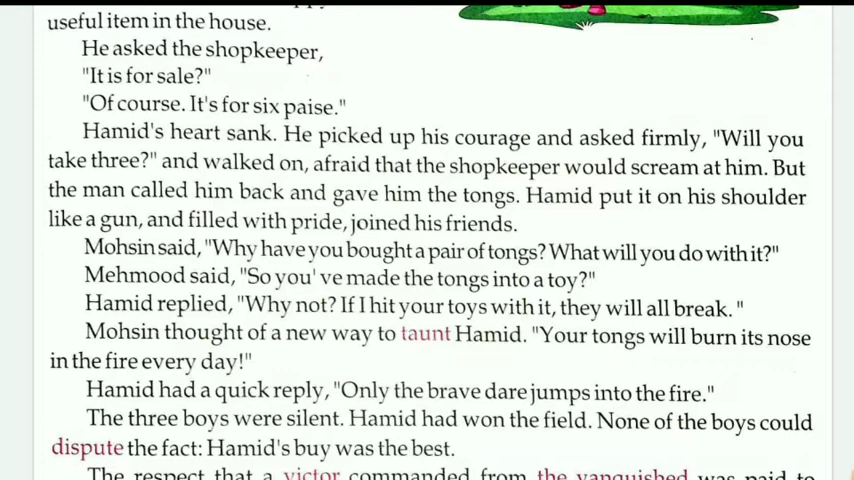 useful item in the house.
He asked the shopkeeper,
"It is for sale?"
"Of course. It's for six paise."
Hamid's heart sank. He picked up his courage and asked firmly, "Will you
take three?" and walked on, afraid that the shopkeeper would scream at him. But
the man called him back and gave him the tongs. Hamid put it on his shoulder
like a gun, and filled with pride, joined his friends.
Mohsin said, "Why have you bought a pair of tongs? What will you do with it?"
Mehmood said, "So you' ve made the tongs into a toy?"
Hamid replied, "Why not? If I hit your toys with it, they will all break. "
Mohsin thought of a new way to taunt Hamid. "Your tongs will burn its nose
in the fire every day!"
Hamid had a quick reply, "Only the brave dare jumps into the fire."
The three boys were silent. Hamid had won the field. None of the boys could
dispute the fact: Hamid's buy was the best.
The respect that a victor commanded from the vanquished was paid to